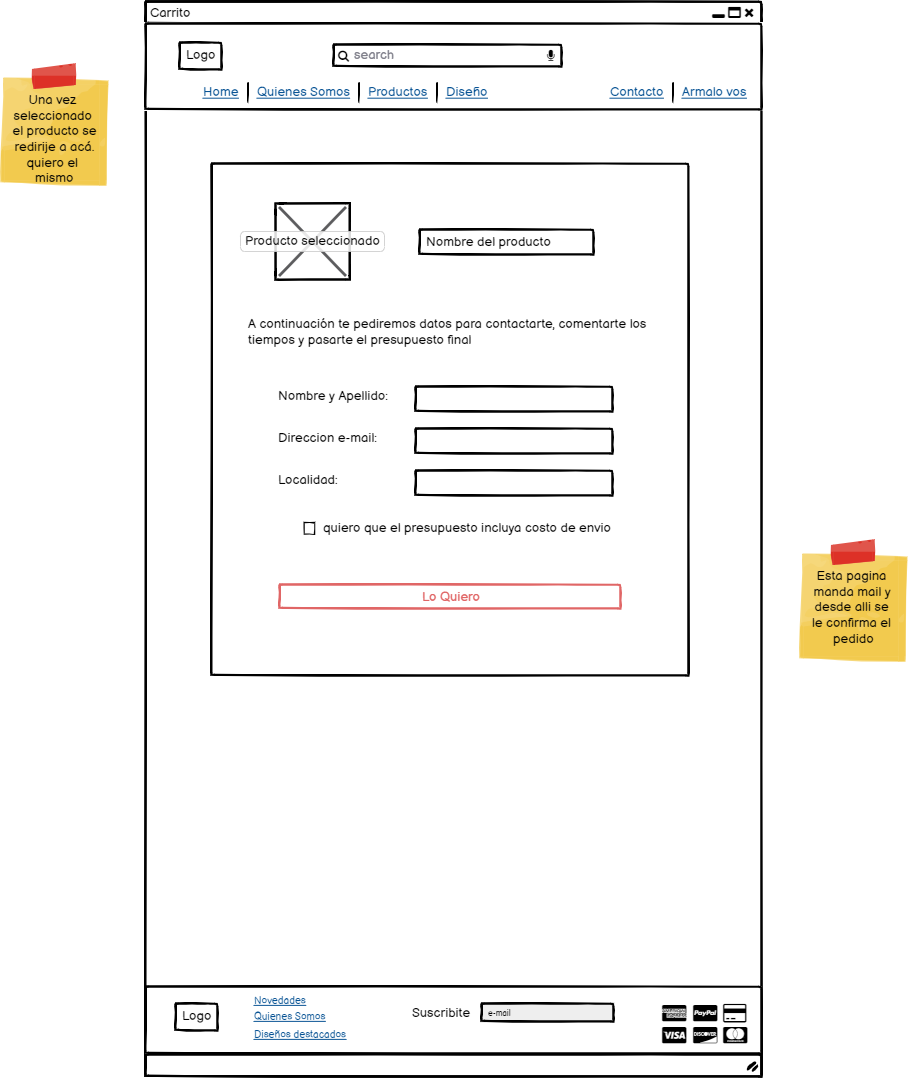 Carrito
Logo
search
Home
Quienes Somos
Productos
Diseño
Contacto
Armalo vos
Una vez
seleccionado
el producto se
redirije a acá.
quiero el
mismo
Producto seleccionado
Nombre del producto
A continuación te pediremos datos para contactarte, comentarte los
tiempos y pasarte el presupuesto final
Nombre y Apellido:
Direccion e-mail:
Localidad:
quiero que el presupuesto incluya costo de envio
Lo Quiero
Esta pagina
manda mail y
desde alli se
le confirma el
pedido
Logo
Novedades
Quienes Somos
Diseños destacados
Suscribite
e-mail
PayPal
VISA
DISCOVER